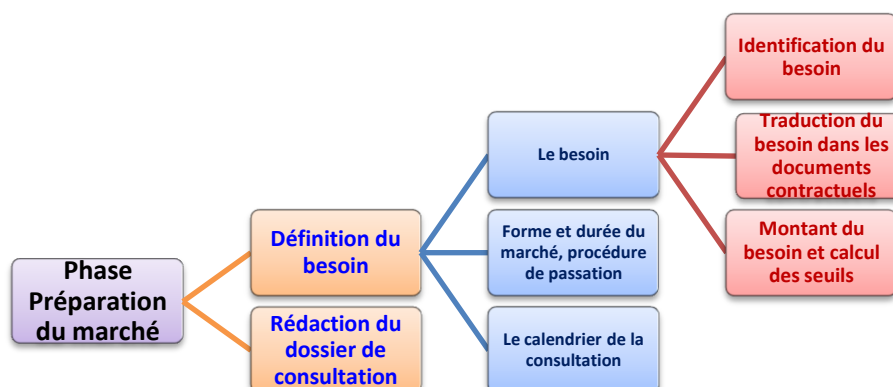 Phase
Préparation
du marché
Définition du
besoin
Rédaction du
dossier de
consultation
Le besoin
Forme et durée du
marché, procédure
de passation
Le calendrier de la
consultation
Identification du
besoin
Traduction du
besoin dans les
documents
contractuels
Montant du
besoin et calcul
des seuils